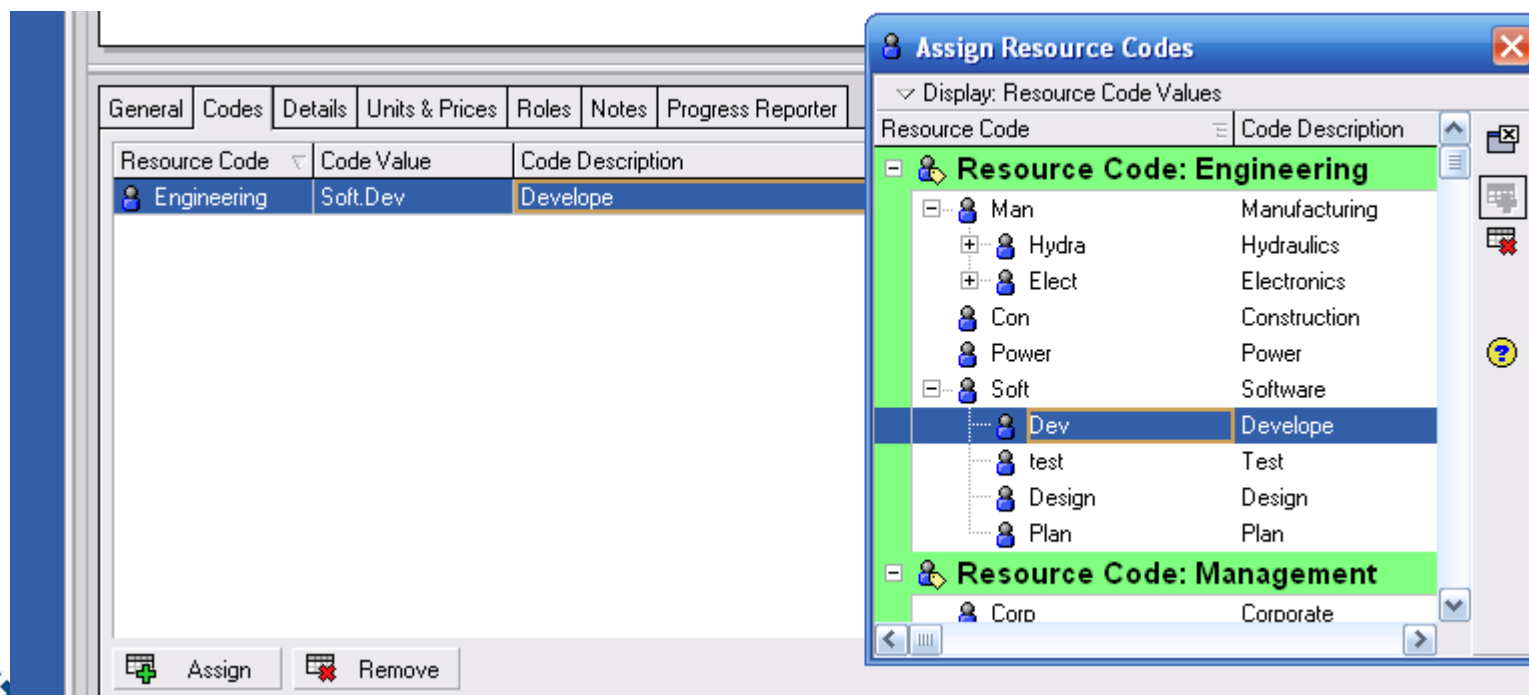 General Codes Details Units & Prices Roles Notes Progress Reporter
Resource Code Code Value Code Description
Engineering Soft.Dev Develope
Assign Remove
Assign Resource Codes
Display: Resource Code Values
Resource Code Code Description
Resource Code: Engineering
Man Manufacturing
Hydra Hydraulics
Elect Electronics
Con Construction
Power Power
Soft Software
Dev Develope
test Test
Design Design
Plan Plan
Resource Code: Management
Corp Corporate